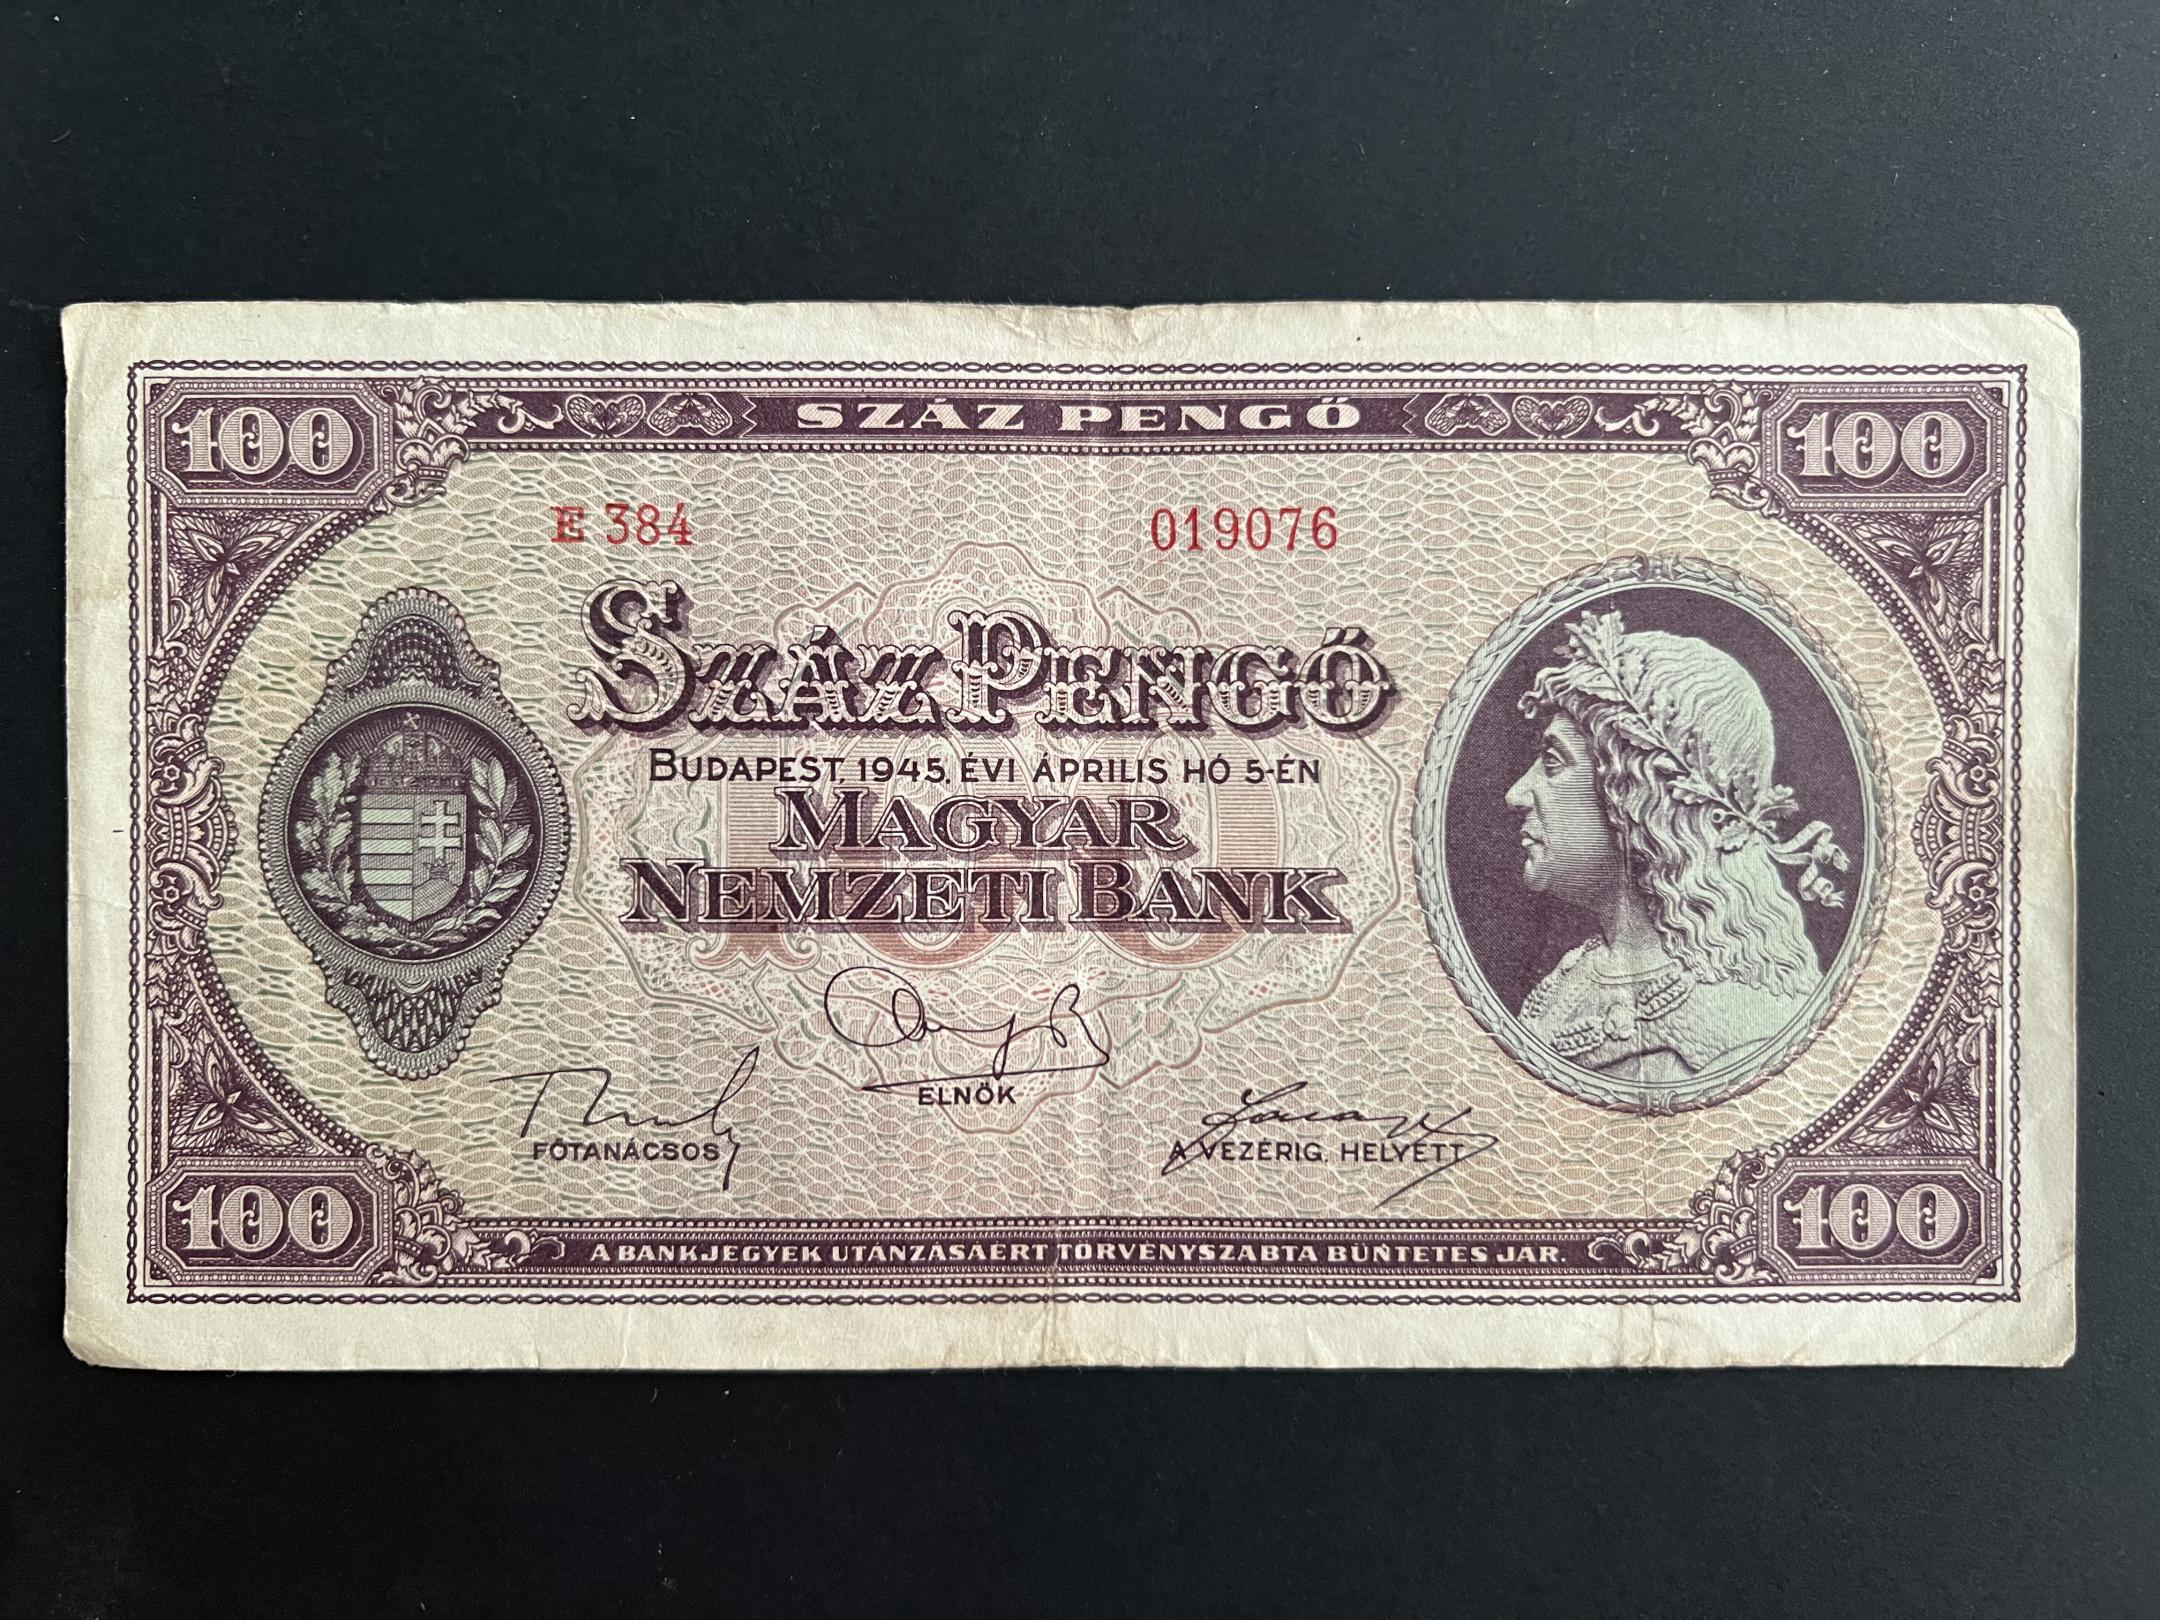 100 SZÁZ PENGŐ 100
E 384 019076
SZÁZ PENGŐ
BUDAPEST, 1945. ÉVI ÁPRILIS HÓ 5-ÉN
MAGYAR
NEMZETI BANK
ELNÖK
FŐTANÁCSOS A VEZÉRIG. HELYETT
100 A BANKJEGYEK UTÁNZÁSÁÉRT TÖRVÉNYSZABTA BÜNTETÉS JÁR. 100